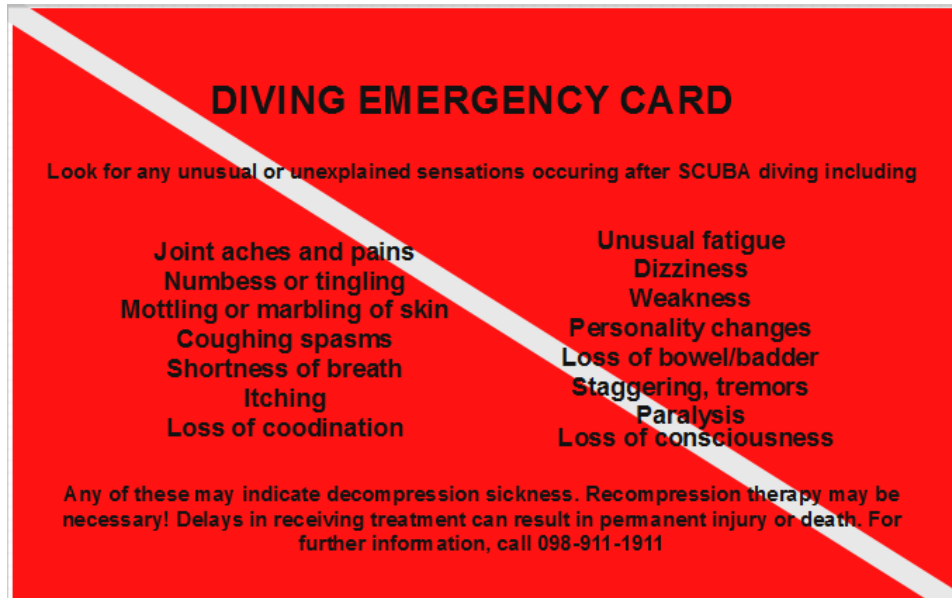 DIVING EMERGENCY CARD
Look for any unusual or unexplained sensations occuring after SCUBA diving including
Joint aches and pains
Numbess or tingling
Mottling or marbling of skin
Coughing spasms
Shortness of breath
Itching
Loss of coodination
Unusual fatigue
Dizziness
Weakness
Personality changes
Loss of bowel/badder
Staggering, tremors
Paralysis
Loss of consciousness
Any of these may indicate decompression sickness. Recompression therapy may be
necessary! Delays in receiving treatment can result in permanent injury or death. For
further information, call 098-911-1911